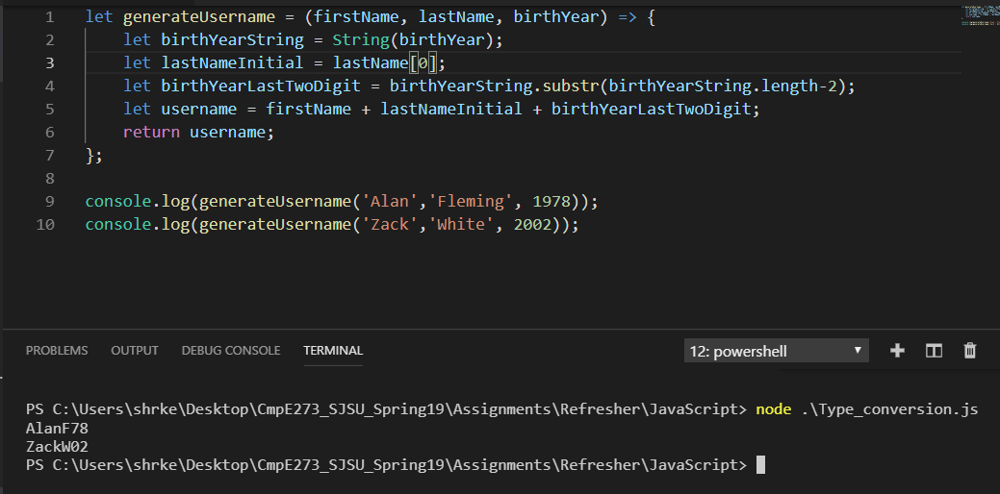 1 let generateUsername = (firstName, lastName, birthYear) => {
2 let birthYearString = String(birthYear);
3 let lastNameInitial = lastName[0];
4 let birthYearLastTwoDigit = birthYearString.substr(birthYearString.length-2);
5 let username = firstName + lastNameInitial + birthYearLastTwoDigit;
6 return username;
7 };
8
9 console.log(generateUsername('Alan','Fleming', 1978));
10 console.log(generateUsername('Zack','White', 2002));
PROBLEMS OUTPUT DEBUG CONSOLE TERMINAL 12: powershell
PS C:\Users\shrke\Desktop\CmpE273_SJSU_Spring19\Assignments\Refresher\JavaScript> node .\Type_conversion.js
AlanF78
ZackW02
PS C:\Users\shrke\Desktop\CmpE273_SJSU_Spring19\Assignments\Refresher\JavaScript>